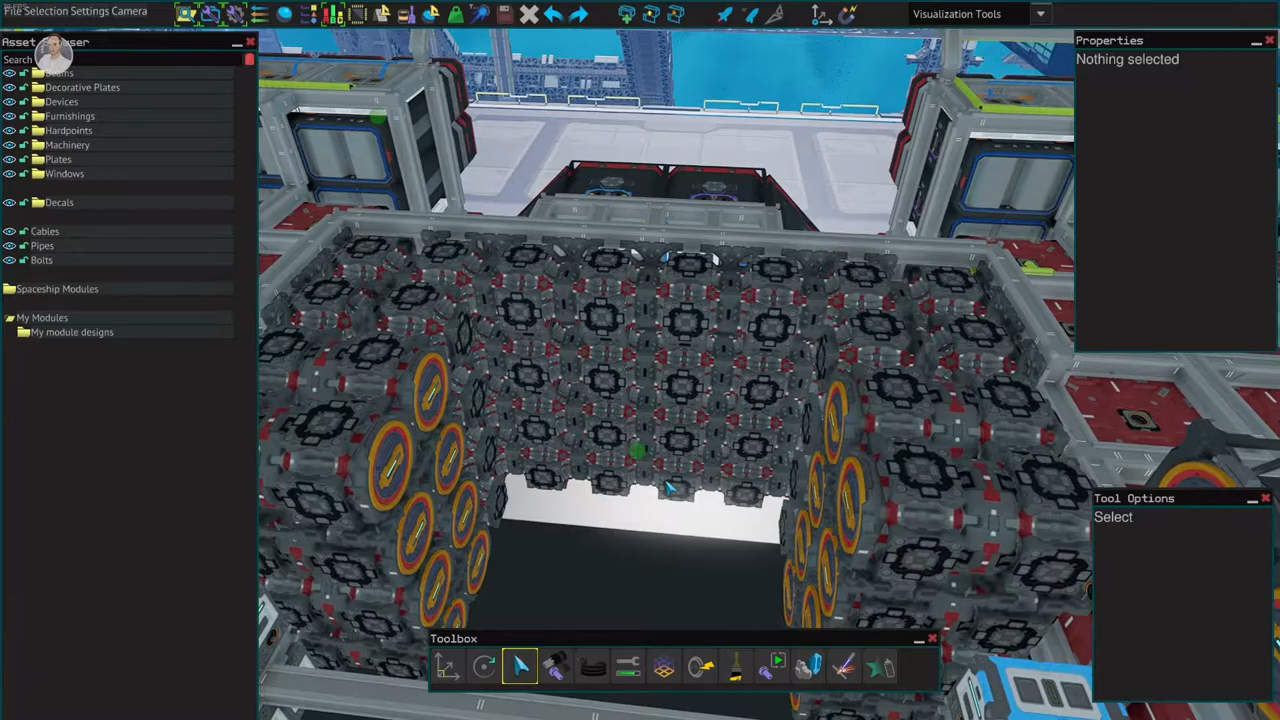 File Selection Settings Camera
Visualization Tools
Search
Decorative Plates
Devices
Furnishings
Hardpoints
Machinery
Plates
Windows
Decals
Cables
Pipes
Bolts
Spaceship Modules
My Modules
My module designs
Properties
Nothing selected
Tool Options
Select
Toolbox